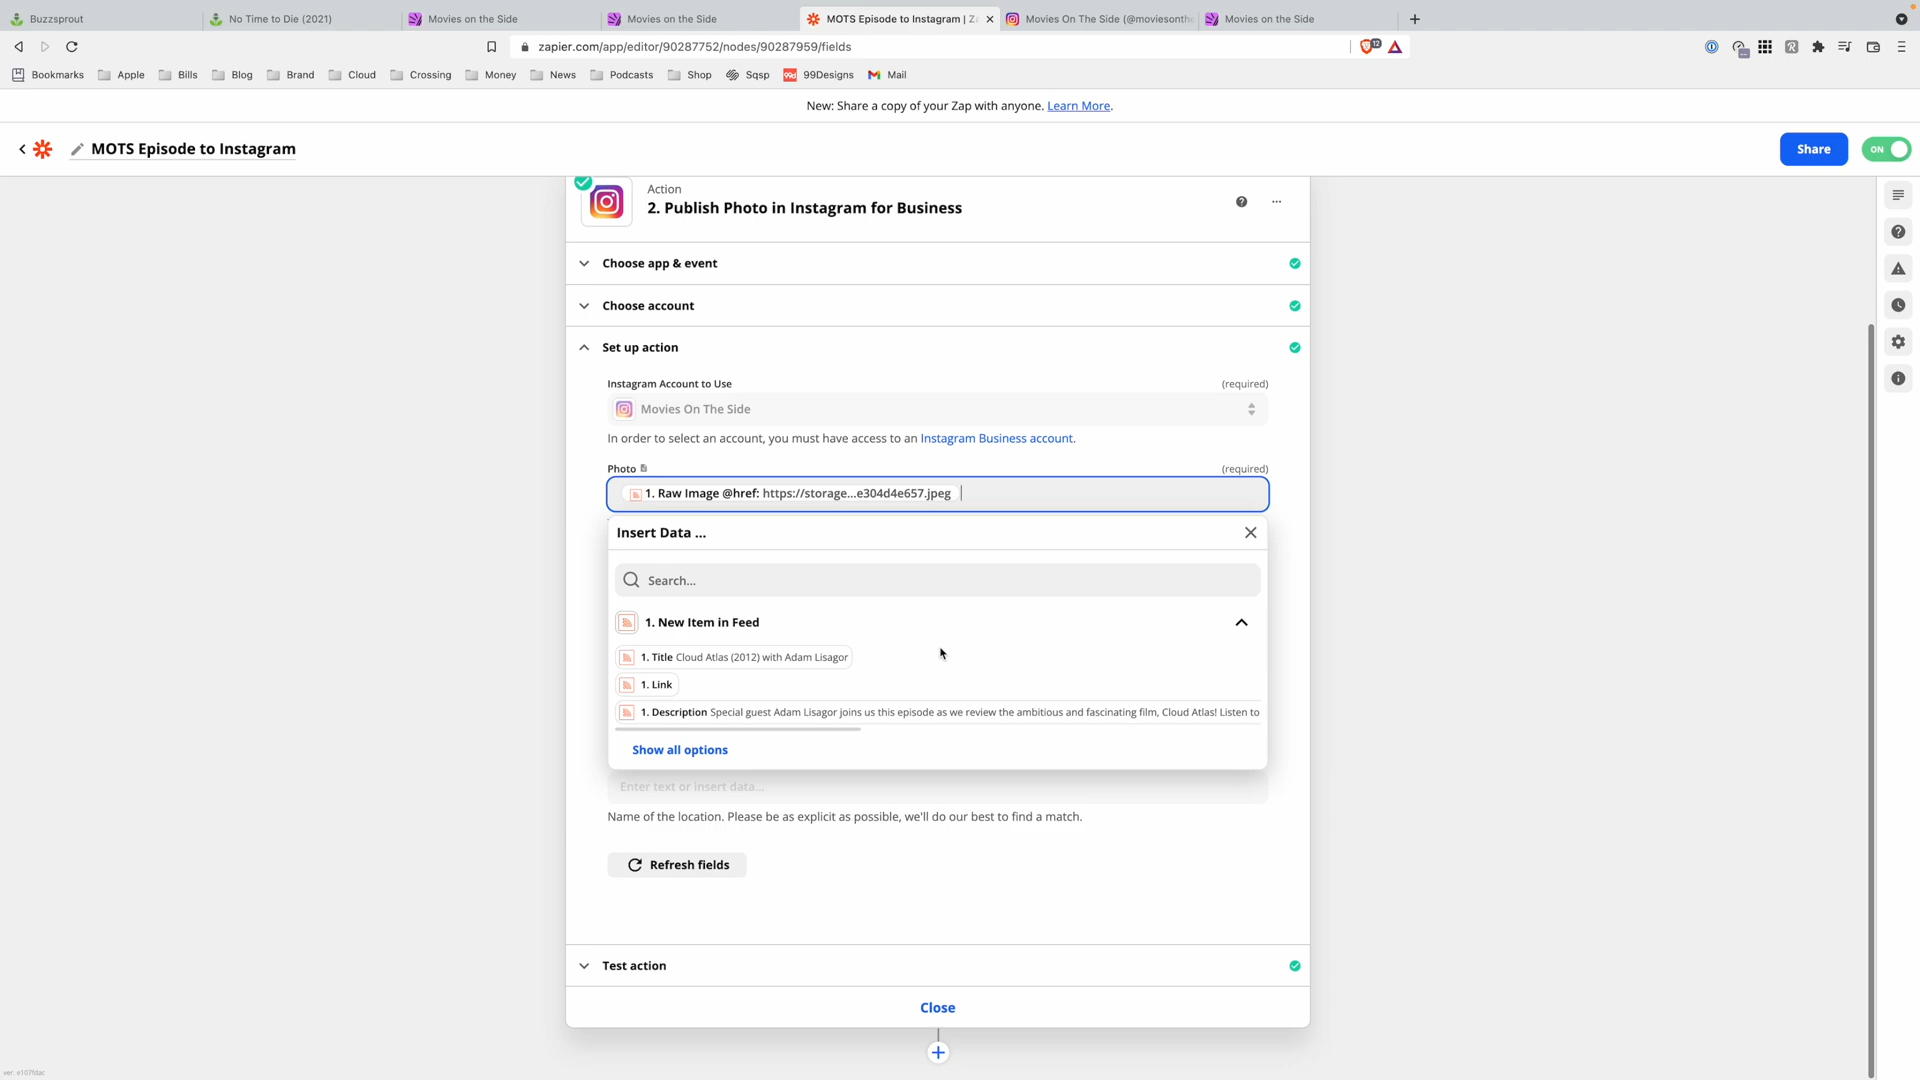 Buzzsprout
No Time to Die (2021)
Movies on the Side
Movies on the Side
MOTS Episode to Instagram | Za
Movies On The Side (@moviesonthe
Movies on the Side
zapier.com/app/editor/90287752/nodes/90287959/fields
12
Bookmarks Apple Bills Blog Brand Cloud Crossing Money News Podcasts Shop Sqsp 99Designs Mail
New: Share a copy of your Zap with anyone. Learn More.
MOTS Episode to Instagram
Share
ON
Action
2. Publish Photo in Instagram for Business
Choose app & event
Choose account
Set up action
Instagram Account to Use (required)
Movies On The Side
In order to select an account, you must have access to an Instagram Business account.
Photo (required)
1. Raw Image @href: https://storage...e304d4e657.jpeg
Insert Data ...
Search...
1. New Item in Feed
1. Title Cloud Atlas (2012) with Adam Lisagor
1. Link
1. Description Special guest Adam Lisagor joins us this episode as we review the ambitious and fascinating film, Cloud Atlas! Listen to
Show all options
Enter text or insert data...
Name of the location. Please be as explicit as possible, we'll do our best to find a match.
Refresh fields
Test action
Close
ver. e107fdac